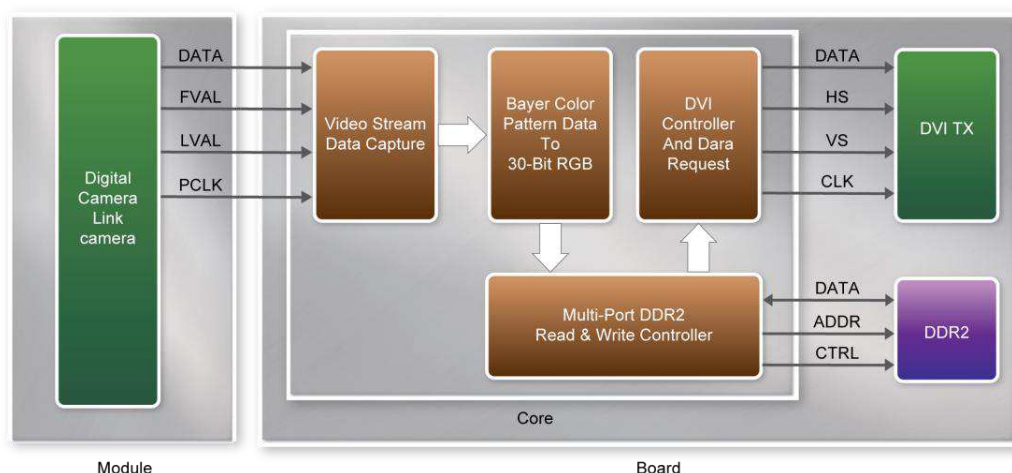 Digital
Camera
Link
camera
DATA
FVAL
LVAL
PCLK
Video Stream
Data Capture
Bayer Color
Pattern Data
To
30-Bit RGB
DVI
Controller
And Dara
Request
DATA
HS
VS
CLK
DVI TX
Multi-Port DDR2
Read & Write Controller
DATA
ADDR
CTRL
DDR2
Core
Module
Board